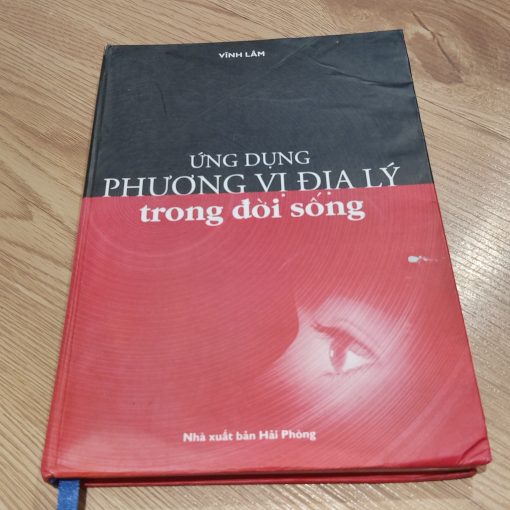 VĨNH LÂM
ỨNG DỤNG
PHƯƠNG VỊ ĐỊA LÝ
trong đời sống
Nhà xuất bản Hải Phòng